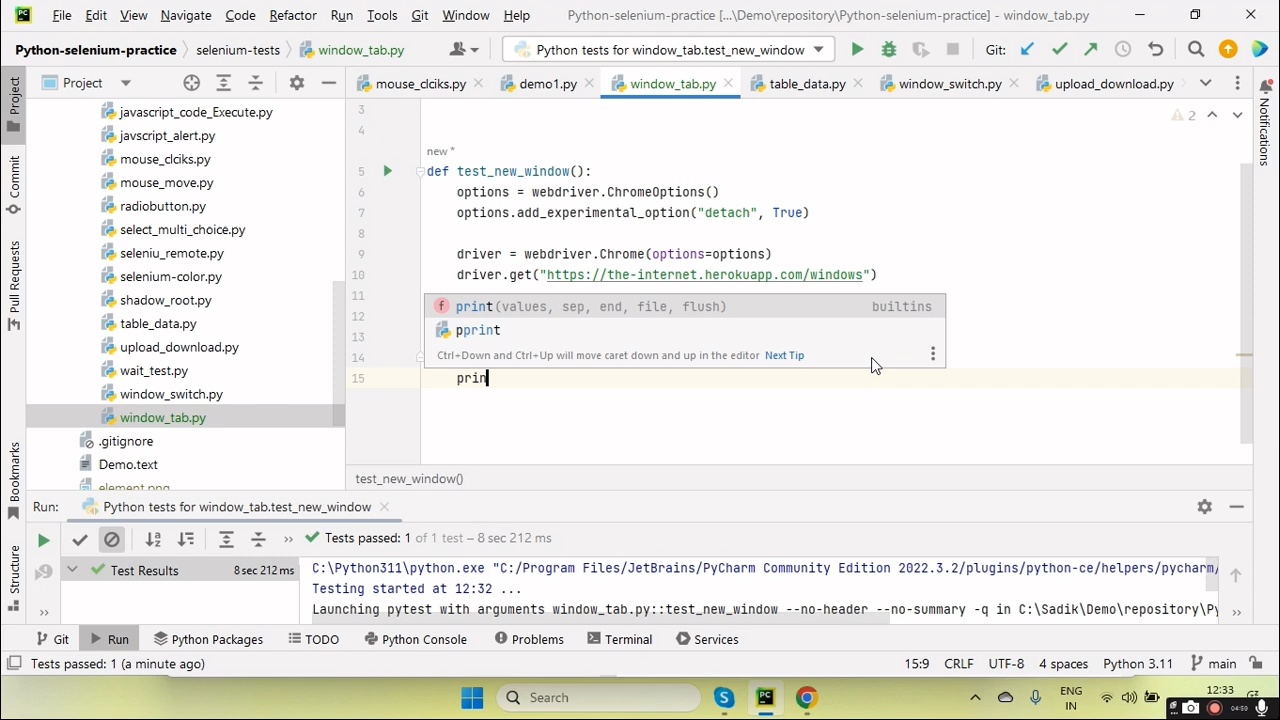 File Edit View Navigate Code Refactor Run Tools Git Window Help Python-selenium-practice [...\Demo\repository\Python-selenium-practice] - window_tab.py
Python-selenium-practice selenium-tests window_tab.py Python tests for window_tab.test_new_window Git:
Project mouse_clciks.py demo1.py window_tab.py table_data.py window_switch.py upload_download.py
Project
Commit
Pull Requests
Bookmarks
Structure
javascript_code_Execute.py
javscript_alert.py
mouse_clciks.py
mouse_move.py
radiobutton.py
select_multi_choice.py
seleniu_remote.py
selenium-color.py
shadow_root.py
table_data.py
upload_download.py
wait_test.py
window_switch.py
window_tab.py
.gitignore
Demo.text
element.png
3
4
2
new *
5 def test_new_window():
6 options = webdriver.ChromeOptions()
7 options.add_experimental_option("detach", True)
8
9 driver = webdriver.Chrome(options=options)
10 driver.get("https://the-internet.herokuapp.com/windows")
11
12
13
14
15 prin
print(values, sep, end, file, flush) builtins
pprint
Ctrl+Down and Ctrl+Up will move caret down and up in the editor Next Tip
test_new_window()
Notifications
Run: Python tests for window_tab.test_new_window
Tests passed: 1 of 1 test – 8 sec 212 ms
Test Results 8 sec 212 ms
C:\Python311\python.exe "C:/Program Files/JetBrains/PyCharm Community Edition 2022.3.2/plugins/python-ce/helpers/pycharm/
Testing started at 12:32 ...
Launching pytest with arguments window_tab.py::test_new_window --no-header --no-summary -q in C:\Sadik\Demo\repository\Py
Git Run Python Packages TODO Python Console Problems Terminal Services
Tests passed: 1 (a minute ago) 15:9 CRLF UTF-8 4 spaces Python 3.11 main
Search ENG IN 12:33
04:59